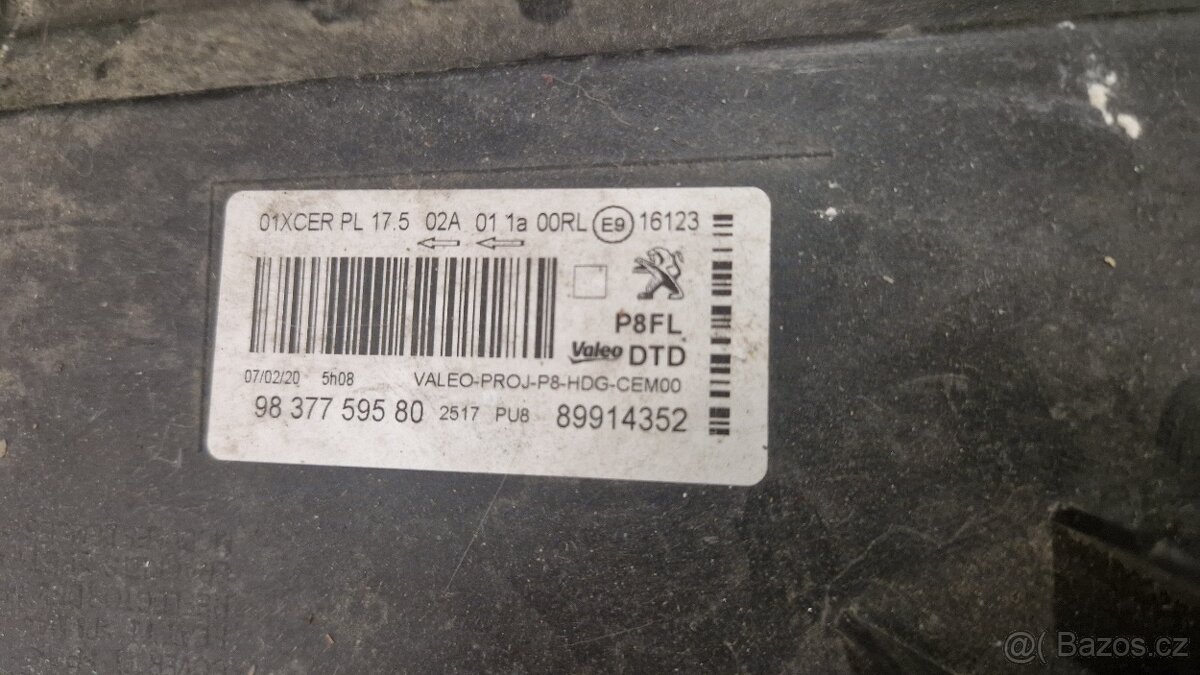 01XCER PL 17.5 02A 01 1a 00RL E9 16123
P8FL
Valeo DTD
07/02/20 5h08 VALEO-PROJ-P8-HDG-CEM00
98 377 595 80 2517 PU8 89914352
@( Bazos.cz